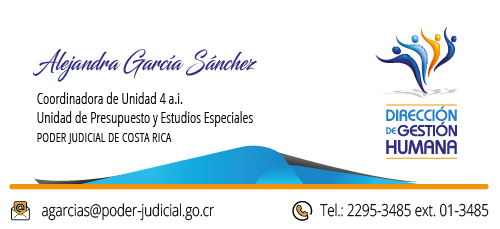 Alejandra García Sánchez
Coordinadora de Unidad 4 a.i.
Unidad de Presupuesto y Estudios Especiales
PODER JUDICIAL DE COSTA RICA
DIRECCIÓN
DE GESTIÓN
HUMANA
agarcias@poder-judicial.go.cr
Tel.: 2295-3485 ext. 01-3485